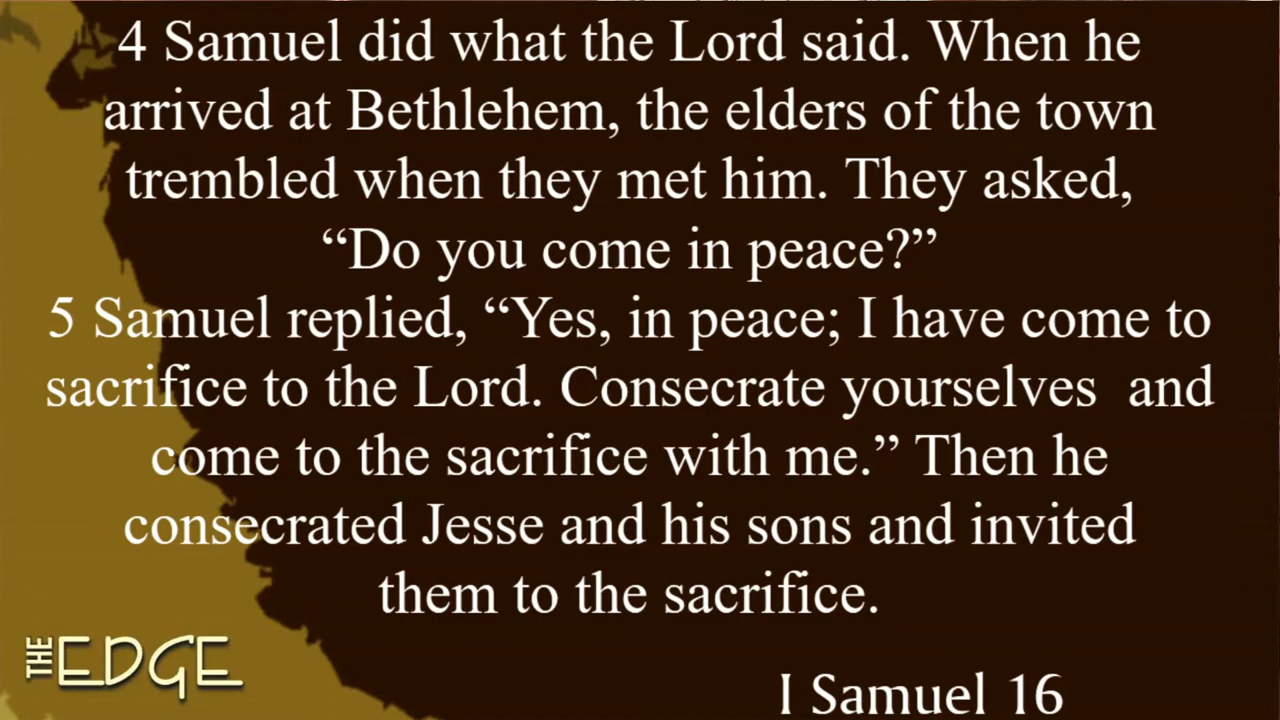 4 Samuel did what the Lord said. When he
arrived at Bethlehem, the elders of the town
trembled when they met him. They asked,
“Do you come in peace?”
5 Samuel replied, “Yes, in peace; I have come to
sacrifice to the Lord. Consecrate yourselves  and
come to the sacrifice with me.” Then he
consecrated Jesse and his sons and invited
them to the sacrifice.
THE EDGE
I Samuel 16